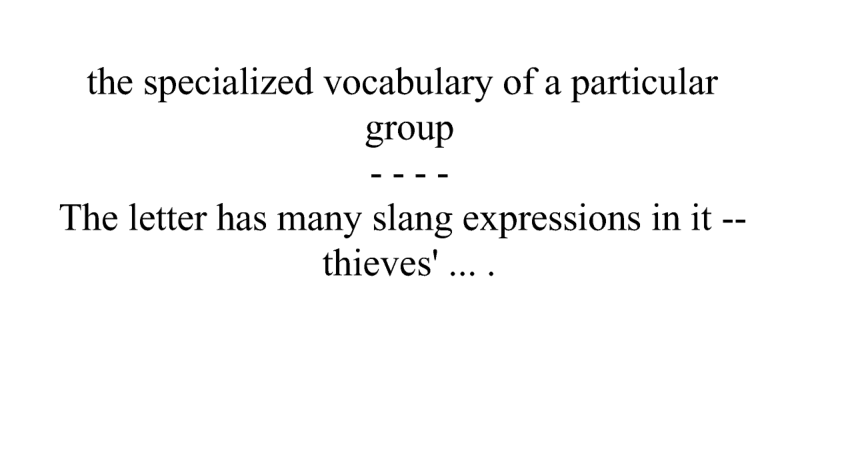 the specialized vocabulary of a particular
group
- - - -
The letter has many slang expressions in it --
thieves' ... .